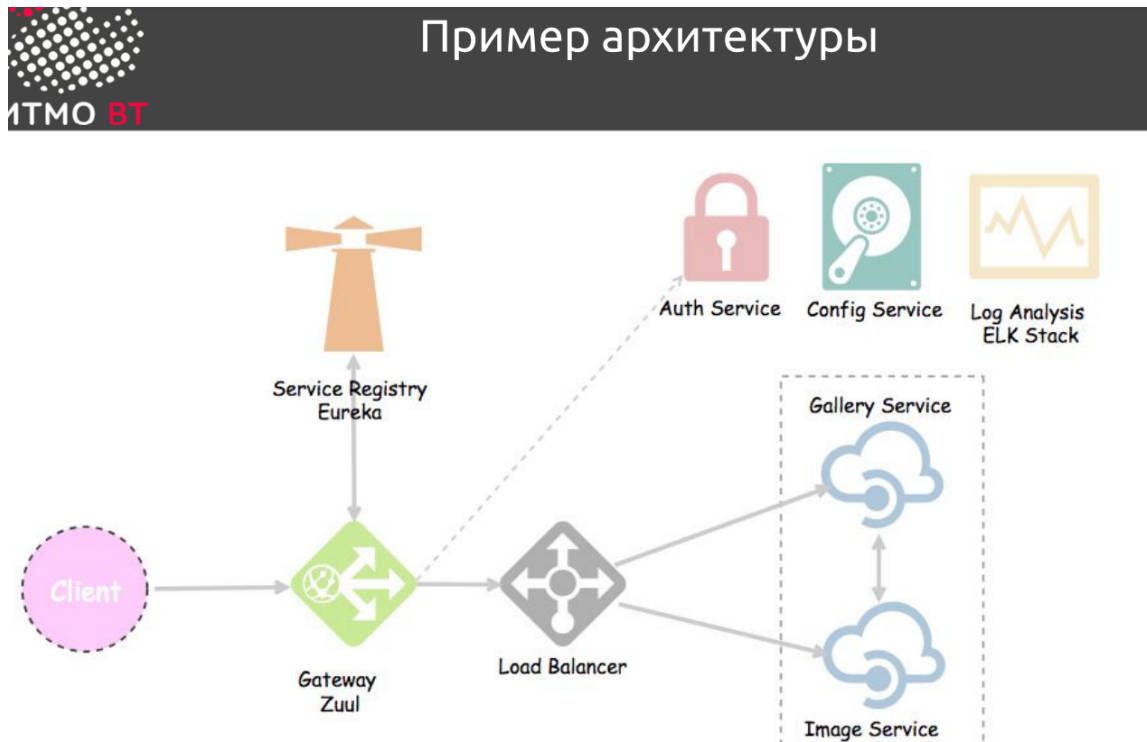 Пример архитектуры
ИТМО ВТ
Auth Service
Config Service
Log Analysis
ELK Stack
Service Registry
Eureka
Gallery Service
Client
Load Balancer
Gateway
Zuul
Image Service